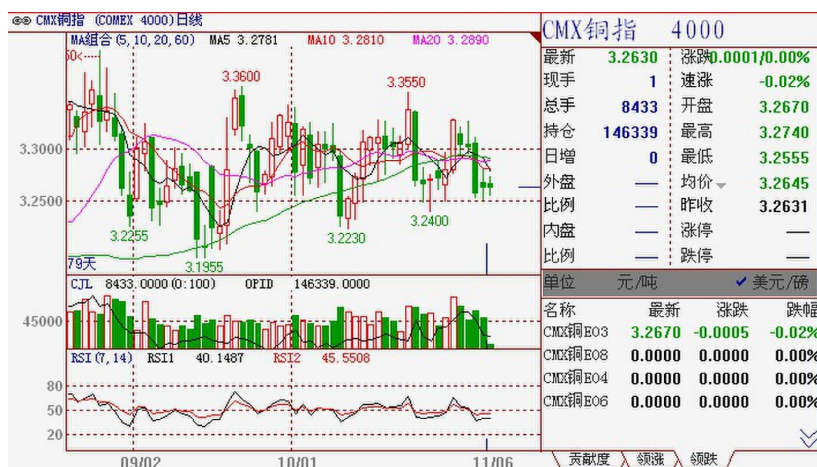 CMX铜指 (COMEX 4000)日线
MA组合(5,10,20,60) MA5 3.2781 MA10 3.2810 MA20 3.2890
3.3600
3.3550
3.30000
3.2500
3.2255
3.1955
3.2230
3.2400
79天
CJL 8433.0000(0:100) OPID 146339.0000
45000
RSI(7,14) RSI1 40.1487 RSI2 45.5508
80
50
20
09/02 10/01 11/06
CMX铜指 4000
最新 3.2630 涨跌0.0001/0.00%
现手 1 速涨 -0.02%
总手 8433 开盘 3.2670
持仓 146339 最高 3.2740
日增 0 最低 3.2555
外盘 — 均价 3.2645
比例 — 昨收 3.2631
内盘 — 涨停 —
比例 — 跌停 —
单位 元/吨 ✓美元/磅
名称 最新 涨跌 跌幅
CMX铜E03 3.2670 -0.0005 -0.02%
CMX铜E08 0.0000 0.0000 0.00%
CMX铜E04 0.0000 0.0000 0.00%
CMX铜E06 0.0000 0.0000 0.00%
贡献度 领涨 领跌